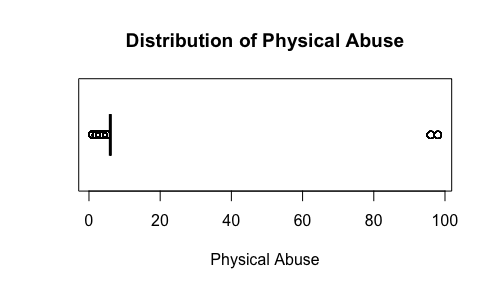 Distribution of Physical Abuse
0 20 40 60 80 100
Physical Abuse